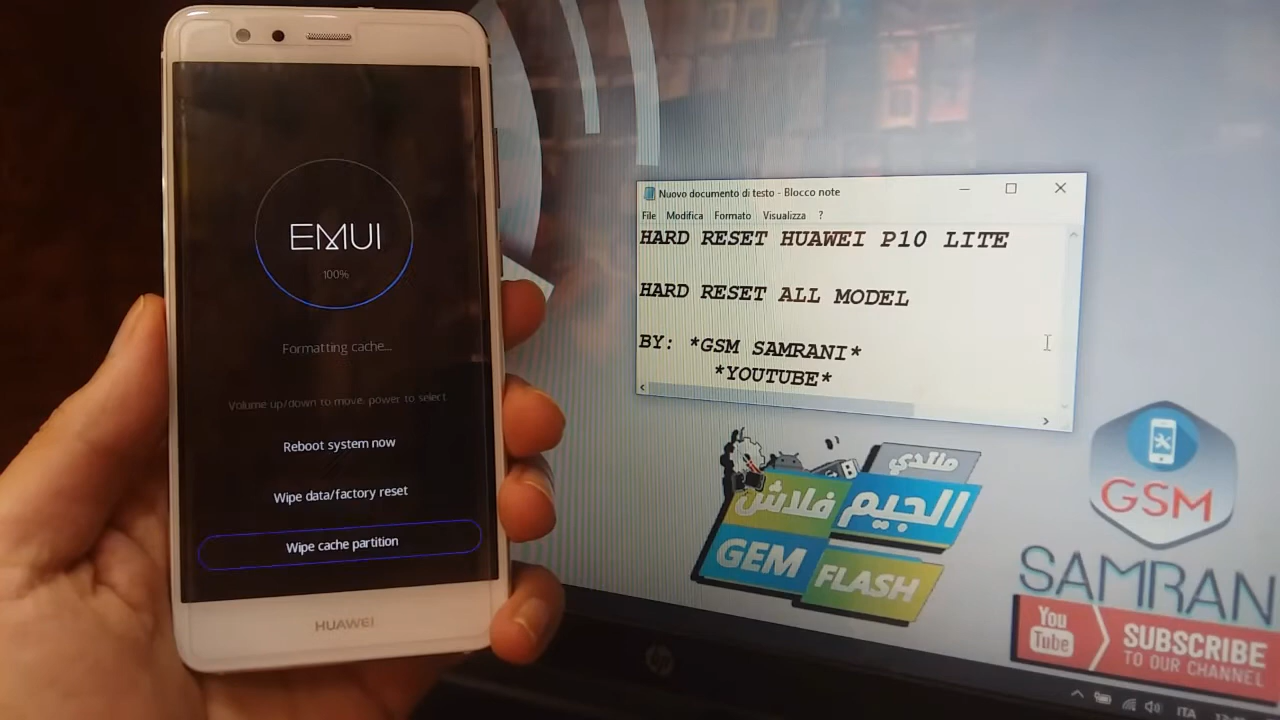 EMUI
100%
Formatting cache...
Volume up/down to move. power to select
Reboot system now
Wipe data/factory reset
Wipe cache partition
HUAWEI
Nuovo documento di testo - Blocco note
File Modifica Formato Visualizza ?
HARD RESET HUAWEI P10 LITE
HARD RESET ALL MODEL
BY: *GSM SAMRANI*
*YOUTUBE*
منتدي
الجيم فلاش
GEM
FLASH
GSM
SAMRAN
You
Tube
SUBSCRIBE
TO OUR CHANNEL
hp
ITA